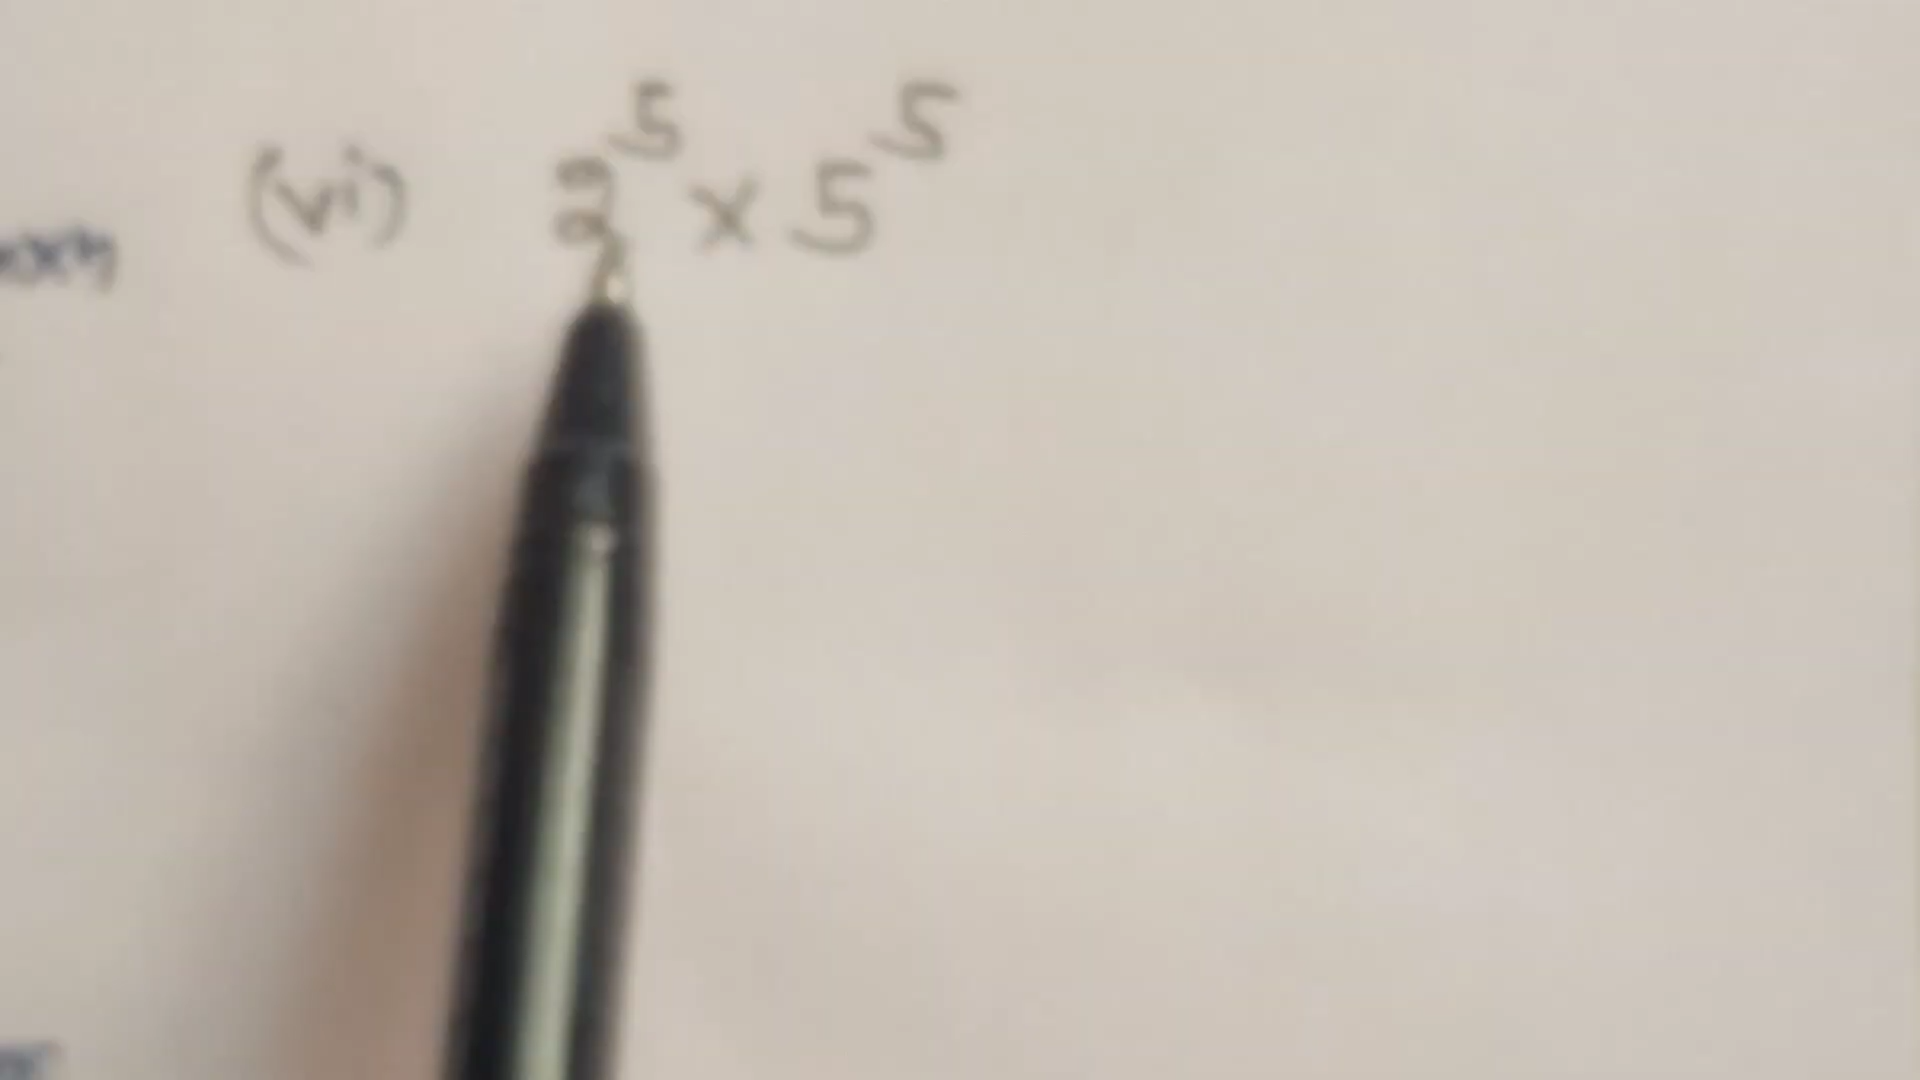 (vi) 2⁵ × 5⁵